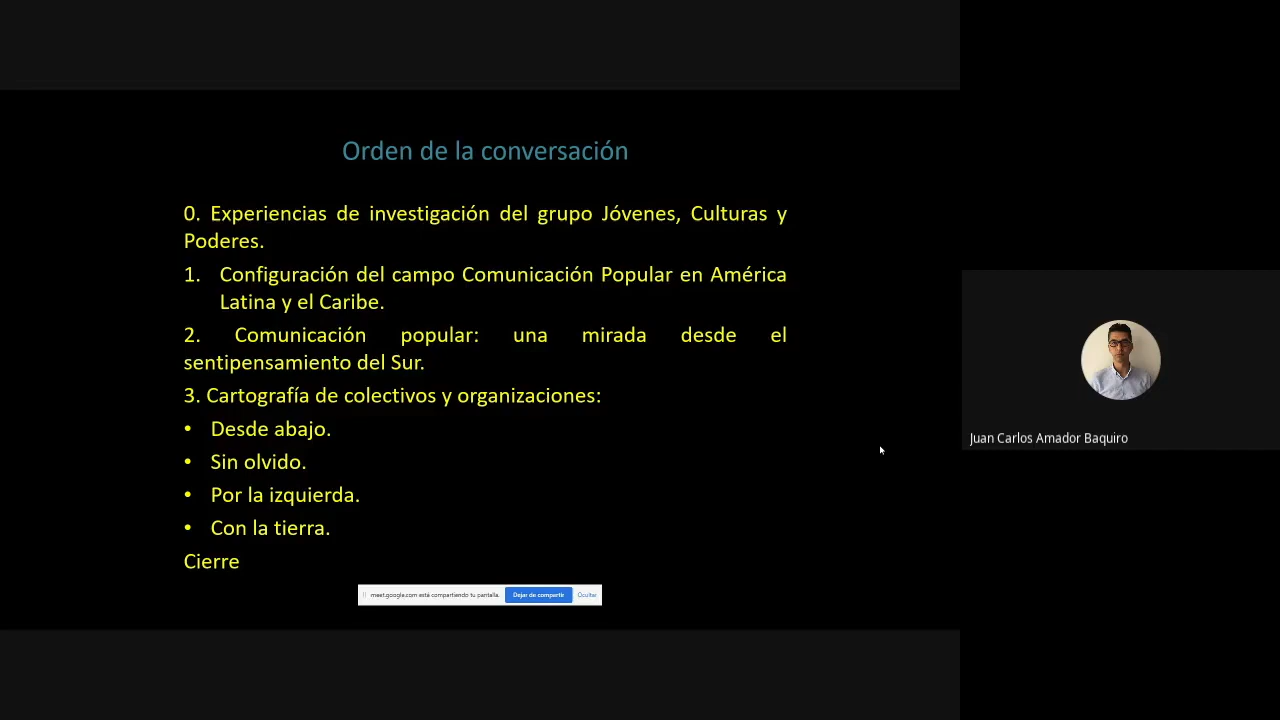 Orden de la conversación
0. Experiencias de investigación del grupo Jóvenes, Culturas y
Poderes.
1. Configuración del campo Comunicación Popular en América
Latina y el Caribe.
2. Comunicación popular: una mirada desde el
sentipensamiento del Sur.
3. Cartografía de colectivos y organizaciones:
• Desde abajo.
• Sin olvido.
• Por la izquierda.
• Con la tierra.
Cierre
meet.google.com está compartiendo tu pantalla. Dejar de compartir Ocultar
Juan Carlos Amador Baquiro